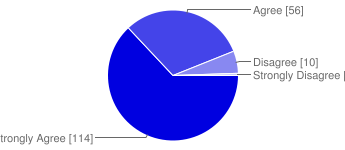 Agree [56]
Disagree [10]
Strongly Disagree [
trongly Agree [114]